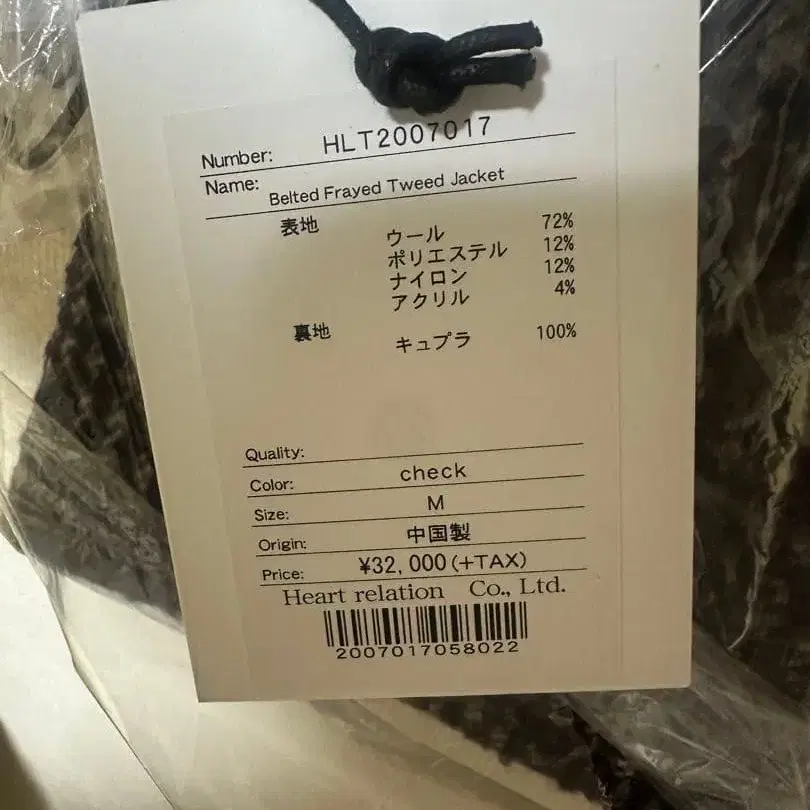 Number: HLT2007017
Name: Belted Frayed Tweed Jacket
表地 ウール 72%
ポリエステル 12%
ナイロン 12%
アクリル 4%
裏地 キュプラ 100%
Quality:
Color: check
Size: M
Origin: 中国製
Price: ¥32,000(+TAX)
Heart relation Co., Ltd.
2007017058022